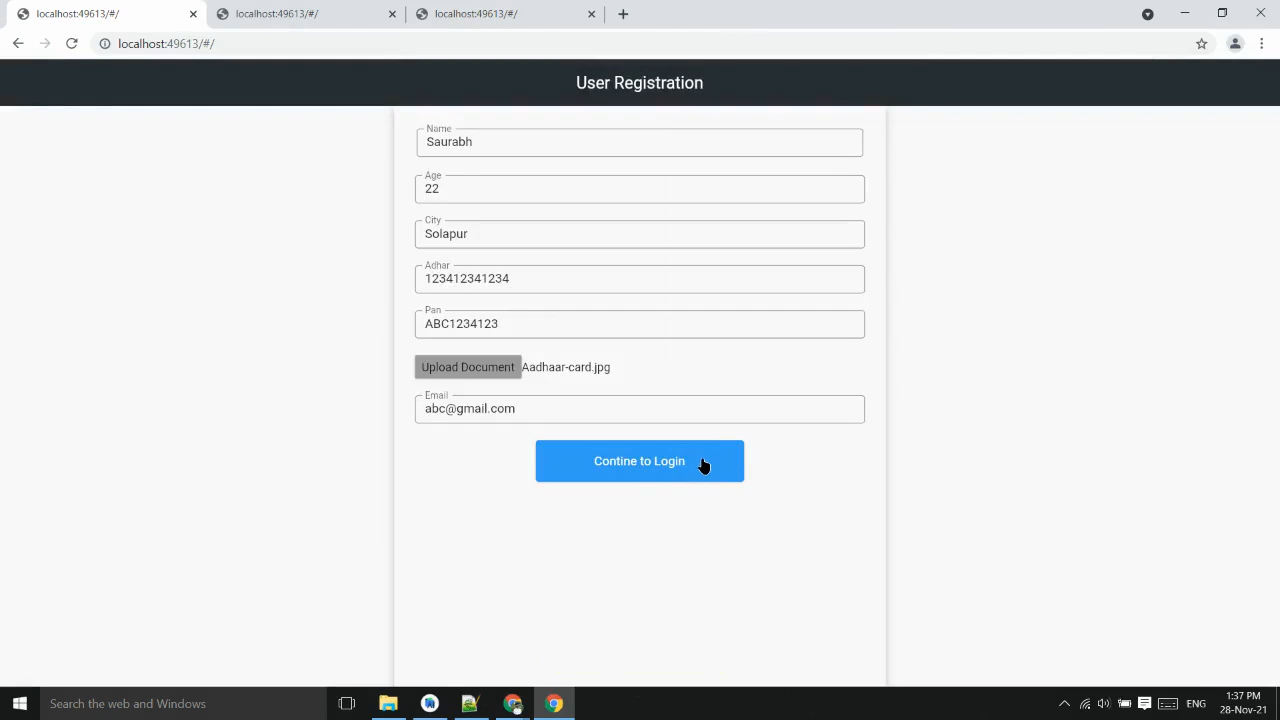 localhost:49613/#/
localhost:49613/#/
localhost:49613/#/
localhost:49613/#/
User Registration
Name
Saurabh
Age
22
City
Solapur
Adhar
123412341234
Pan
ABC1234123
Upload Document Aadhaar-card.jpg
Email
abc@gmail.com
Contine to Login
Search the web and Windows
ENG
1:37 PM
28-Nov-21